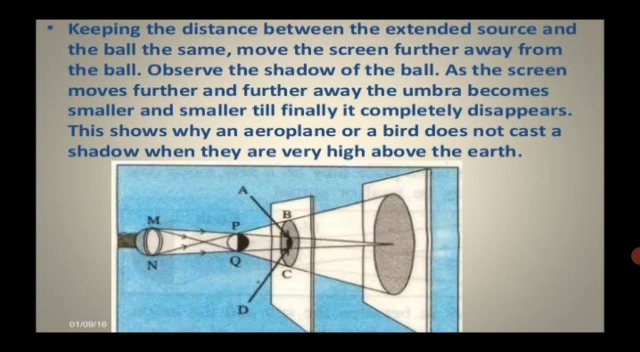 • Keeping the distance between the extended source and
the ball the same, move the screen further away from
the ball. Observe the shadow of the ball. As the screen
moves further and further away the umbra becomes
smaller and smaller till finally it completely disappears.
This shows why an aeroplane or a bird does not cast a
shadow when they are very high above the earth.
A
M
P
B
N
Q
C
D
01/09/16